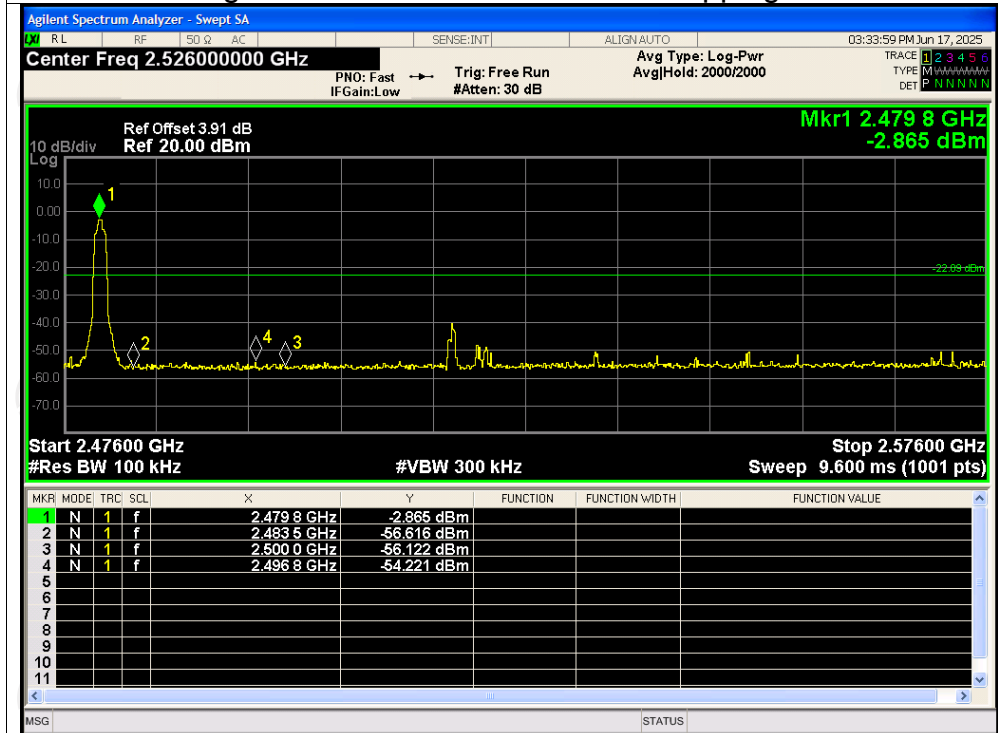 Agilent Spectrum Analyzer - Swept SA
LXI RL RF 50 Ω AC SENSE:INT ALIGN AUTO 03:33:59 PM Jun 17, 2025
Center Freq 2.526000000 GHz
PNO: Fast
IFGain:Low
Trig: Free Run
#Atten: 30 dB
Avg Type: Log-Pwr
Avg|Hold: 2000/2000
TRACE 1 2 3 4 5 6
TYPE M
DET P N N N N N
Mkr1 2.479 8 GHz
-2.865 dBm
Ref Offset 3.91 dB
10 dB/div Ref 20.00 dBm
Log
10.0
0.00
-10.0
-20.0
-30.0
-40.0
-50.0
-60.0
-70.0
1
2
4
3
Start 2.47600 GHz Stop 2.57600 GHz
#Res BW 100 kHz #VBW 300 kHz Sweep 9.600 ms (1001 pts)
MKR MODE TRC SCL X Y FUNCTION FUNCTION WIDTH FUNCTION VALUE
1 N 1 f 2.479 8 GHz -2.865 dBm
2 N 1 f 2.483 5 GHz -56.616 dBm
3 N 1 f 2.500 0 GHz -56.122 dBm
4 N 1 f 2.496 8 GHz -54.221 dBm
5
6
7
8
9
10
11
MSG STATUS